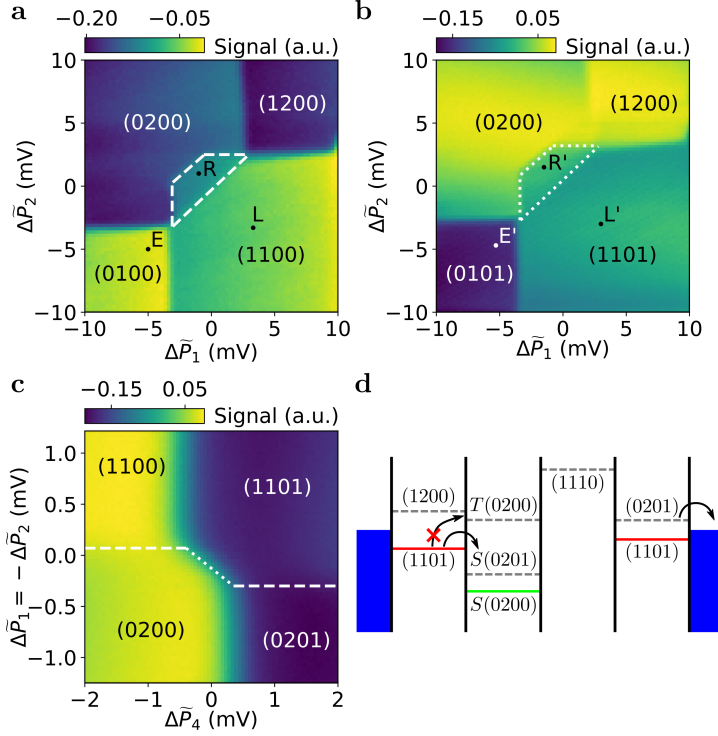 a
−0.20 −0.05
Signal (a.u.)
10
5
0
−5
−10
ΔP̃₂ (mV)
(0200)
(1200)
R
L
E
(0100)
(1100)
−10 −5 0 5 10
ΔP̃₁ (mV)
b
−0.15 0.05
Signal (a.u.)
10
5
0
−5
−10
ΔP̃₂ (mV)
(0200)
(1200)
R'
L'
E'
(0101)
(1101)
−10 −5 0 5 10
ΔP̃₁ (mV)
c
−0.15 0.05
Signal (a.u.)
1.0
0.5
0.0
−0.5
−1.0
ΔP̃₁ = − ΔP̃₂ (mV)
(1100)
(1101)
(0200)
(0201)
−2 −1 0 1 2
ΔP̃₄ (mV)
d
(1200)
T(0200)
(1110)
(0201)
(1101)
S(0201)
(1101)
S(0200)